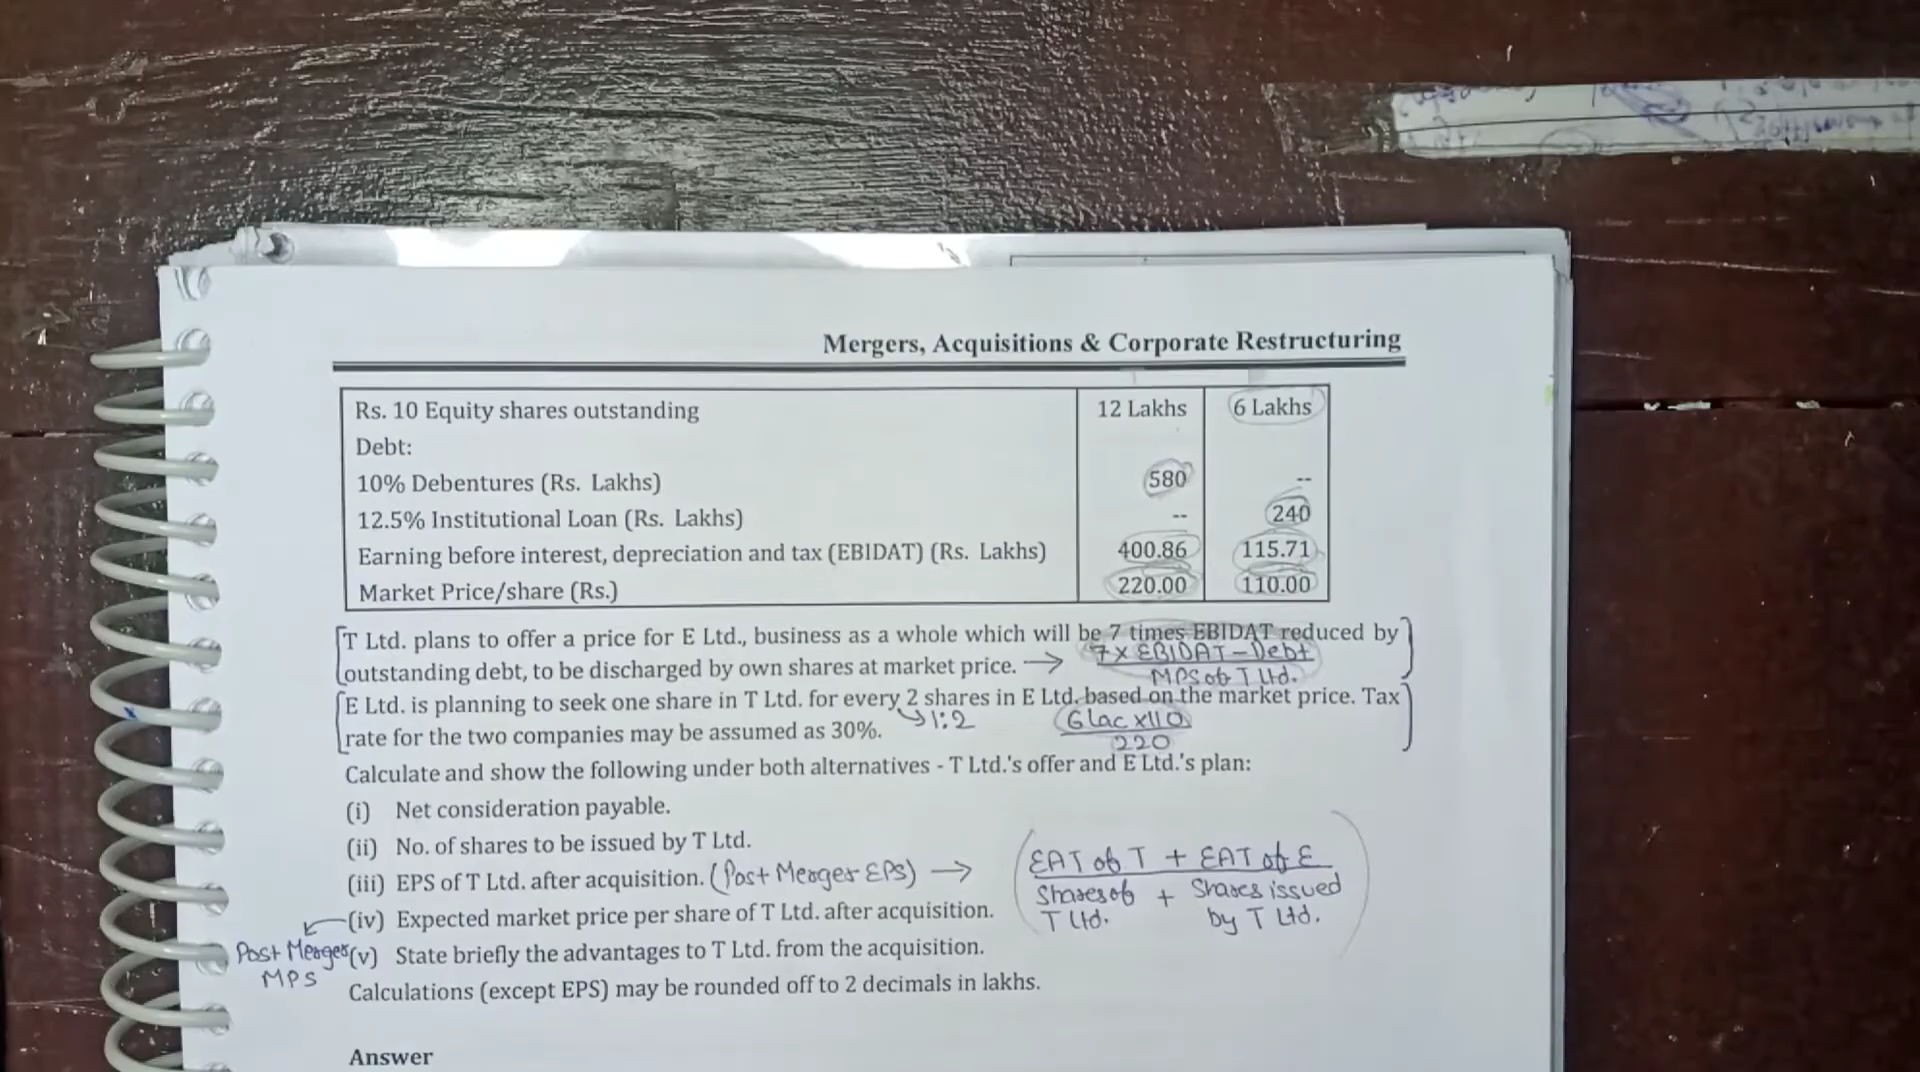 Mergers, Acquisitions & Corporate Restructuring
Rs. 10 Equity shares outstanding 12 Lakhs 6 Lakhs
Debt:
10% Debentures (Rs. Lakhs) 580 --
12.5% Institutional Loan (Rs. Lakhs) -- 240
Earning before interest, depreciation and tax (EBIDAT) (Rs. Lakhs) 400.86 115.71
Market Price/share (Rs.) 220.00 110.00
T Ltd. plans to offer a price for E Ltd., business as a whole which will be 7 times EBIDAT reduced by
outstanding debt, to be discharged by own shares at market price. → 7 x EBIDAT - Debt
MPS of T Ltd.
E Ltd. is planning to seek one share in T Ltd. for every 2 shares in E Ltd. based on the market price. Tax
rate for the two companies may be assumed as 30%. 1:2 6 lac x 110
220
Calculate and show the following under both alternatives - T Ltd.'s offer and E Ltd.'s plan:
(i) Net consideration payable.
(ii) No. of shares to be issued by T Ltd.
(iii) EPS of T Ltd. after acquisition. (Post Merger EPS) → EAT of T + EAT of E
Shares of + Shares issued
T Ltd. by T Ltd.
(iv) Expected market price per share of T Ltd. after acquisition.
Post Merger
MPS
(v) State briefly the advantages to T Ltd. from the acquisition.
Calculations (except EPS) may be rounded off to 2 decimals in lakhs.
Answer